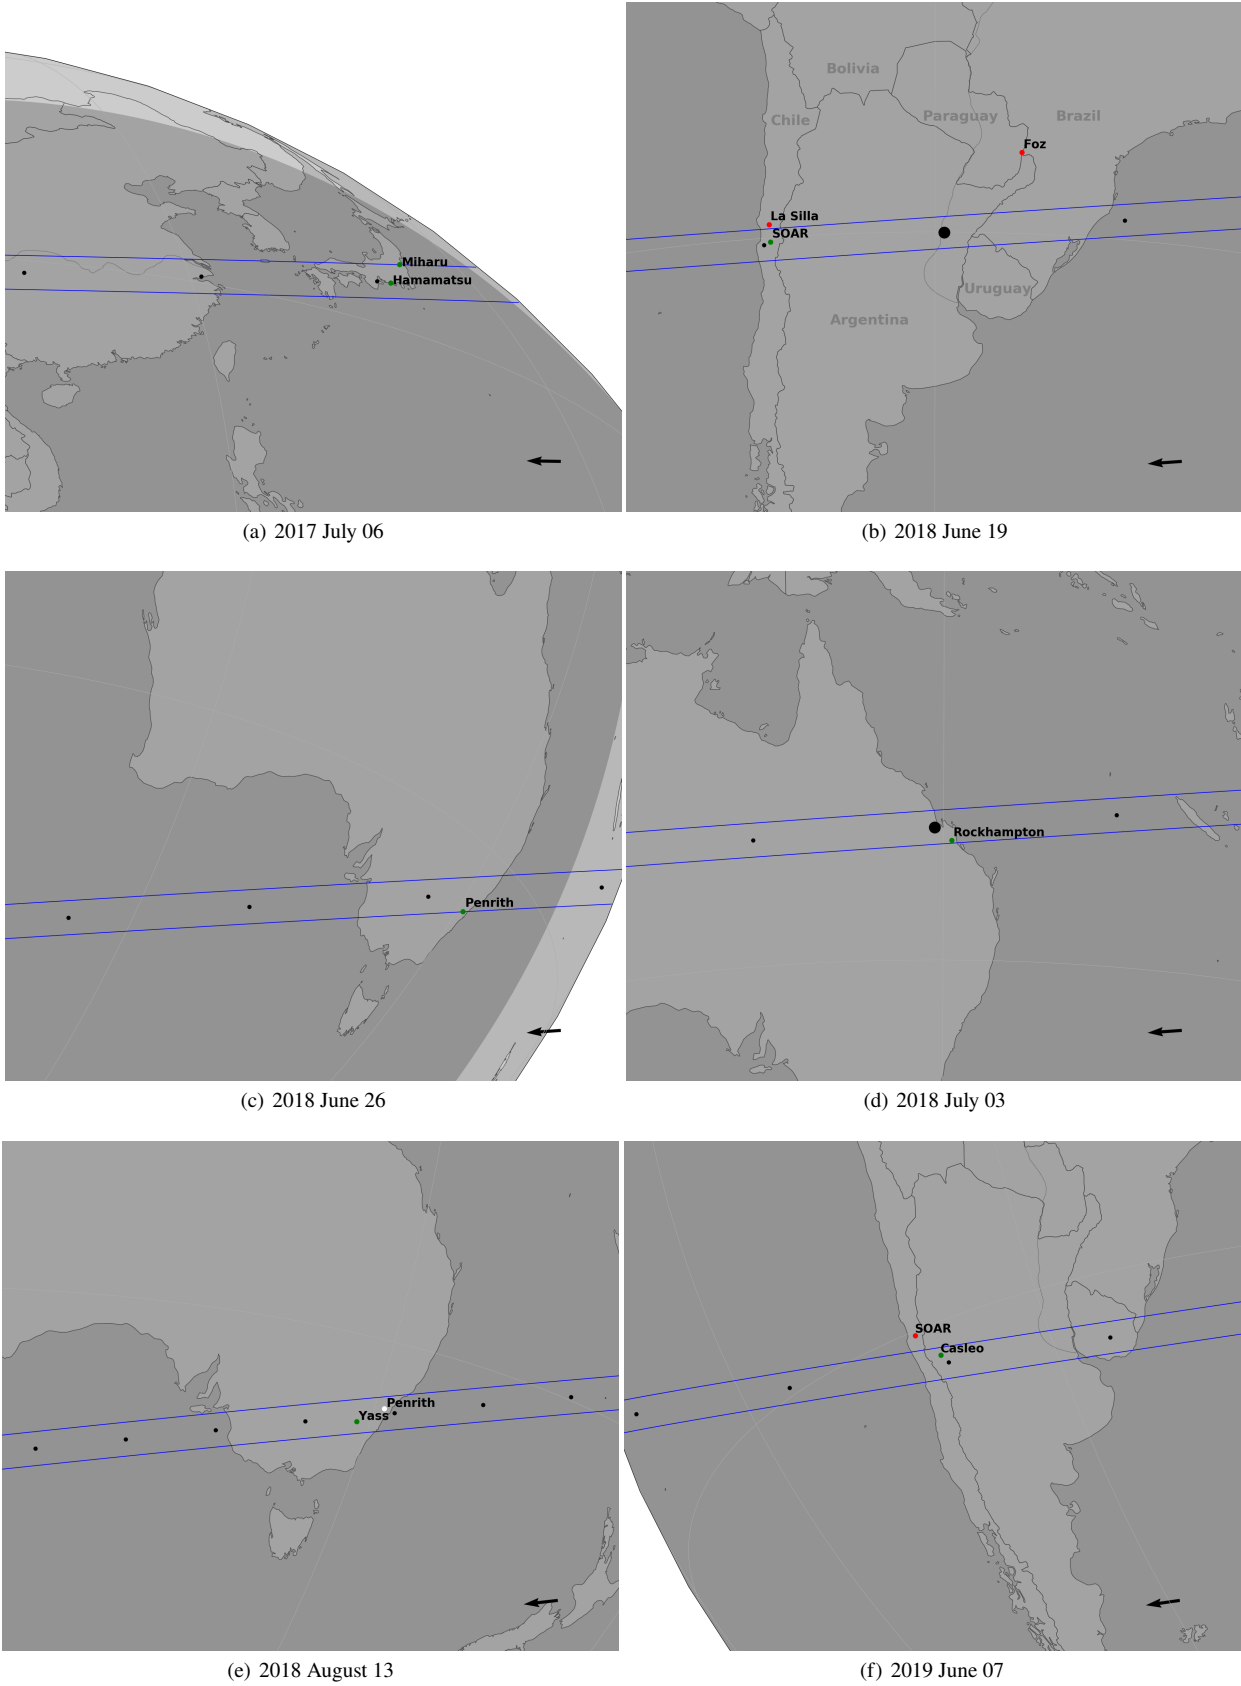 Miharu
Hamamatsu
(a) 2017 July 06
Bolivia
Chile
Paraguay
Brazil
Foz
La Silla
SOAR
Uruguay
Argentina
(b) 2018 June 19
Penrith
(c) 2018 June 26
Rockhampton
(d) 2018 July 03
Penrith
Yass
(e) 2018 August 13
SOAR
Casleo
(f) 2019 June 07